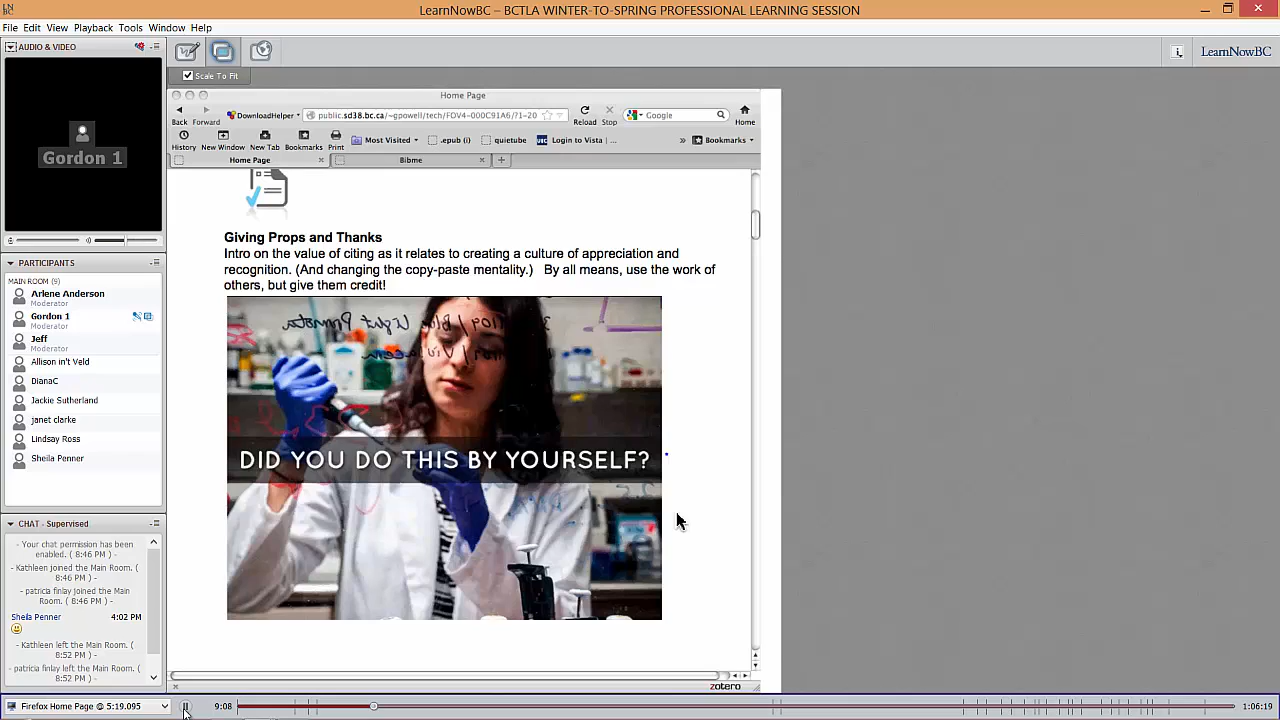 LearnNowBC – BCTLA WINTER-TO-SPRING PROFESSIONAL LEARNING SESSION
File Edit View Playback Tools Window Help
AUDIO & VIDEO
LearnNowBC
Scale To Fit
Home Page
Back Forward DownloadHelper public.sd38.bc.ca/~gpowell/tech/FOV4-000C91A6/?1-20 Reload Stop Google Home
History New Window New Tab Bookmarks Print Most Visited .epub (i) quietube UBC Login to Vista | ... » Bookmarks
Home Page Bibme
Gordon 1
Giving Props and Thanks
Intro on the value of citing as it relates to creating a culture of appreciation and
recognition. (And changing the copy-paste mentality.) By all means, use the work of
others, but give them credit!
DID YOU DO THIS BY YOURSELF?
PARTICIPANTS
MAIN ROOM (9)
Arlene Anderson
Moderator
Gordon 1
Moderator
Jeff
Moderator
Allison in't Veld
DianaC
Jackie Sutherland
janet clarke
Lindsay Ross
Sheila Penner
CHAT - Supervised
- Your chat permission has
been enabled. ( 8:46 PM ) -
- Kathleen joined the Main Room. (
8:46 PM ) -
- patricia finlay joined the Main
Room. ( 8:46 PM ) -
Sheila Penner 4:02 PM
- Kathleen left the Main Room. (
8:52 PM ) -
- patricia finlay left the Main Room. (
8:52 PM ) -
zotero
Firefox Home Page @ 5:19.095 9:08 1:06:19